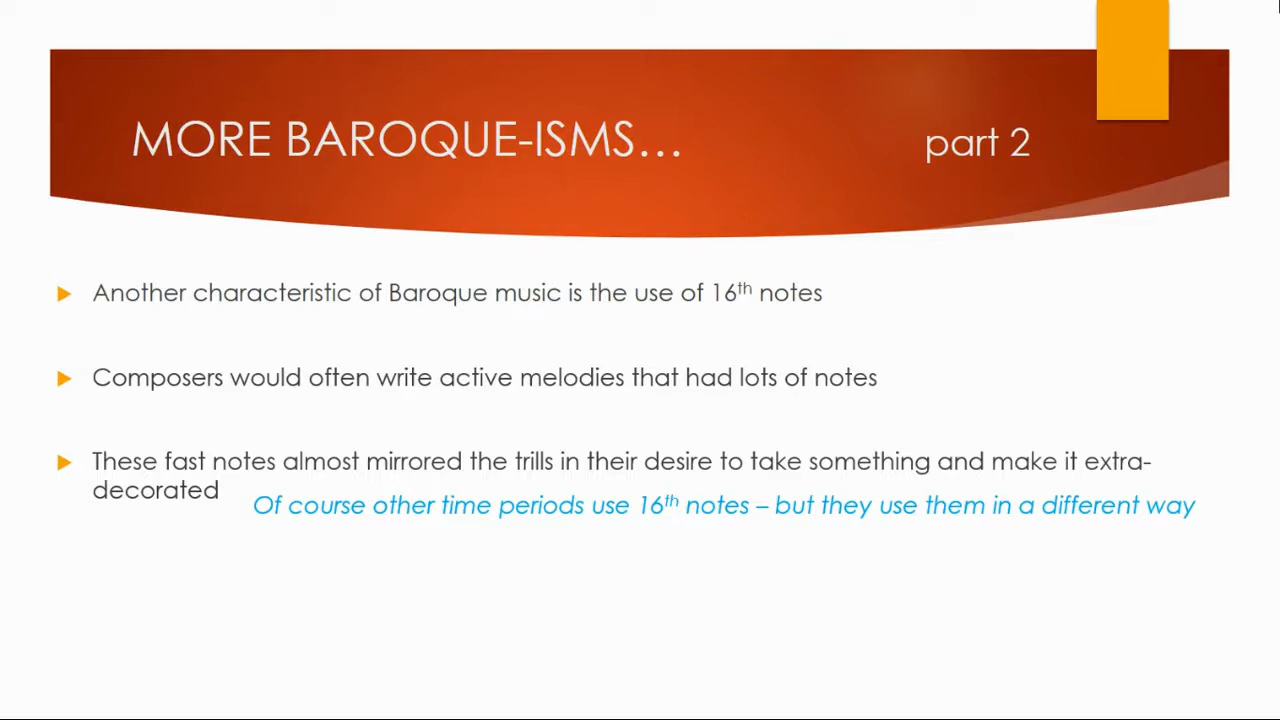 MORE BAROQUE-ISMS… part 2
Another characteristic of Baroque music is the use of 16th notes
Composers would often write active melodies that had lots of notes
These fast notes almost mirrored the trills in their desire to take something and make it extra-
decorated
Of course other time periods use 16th notes – but they use them in a different way